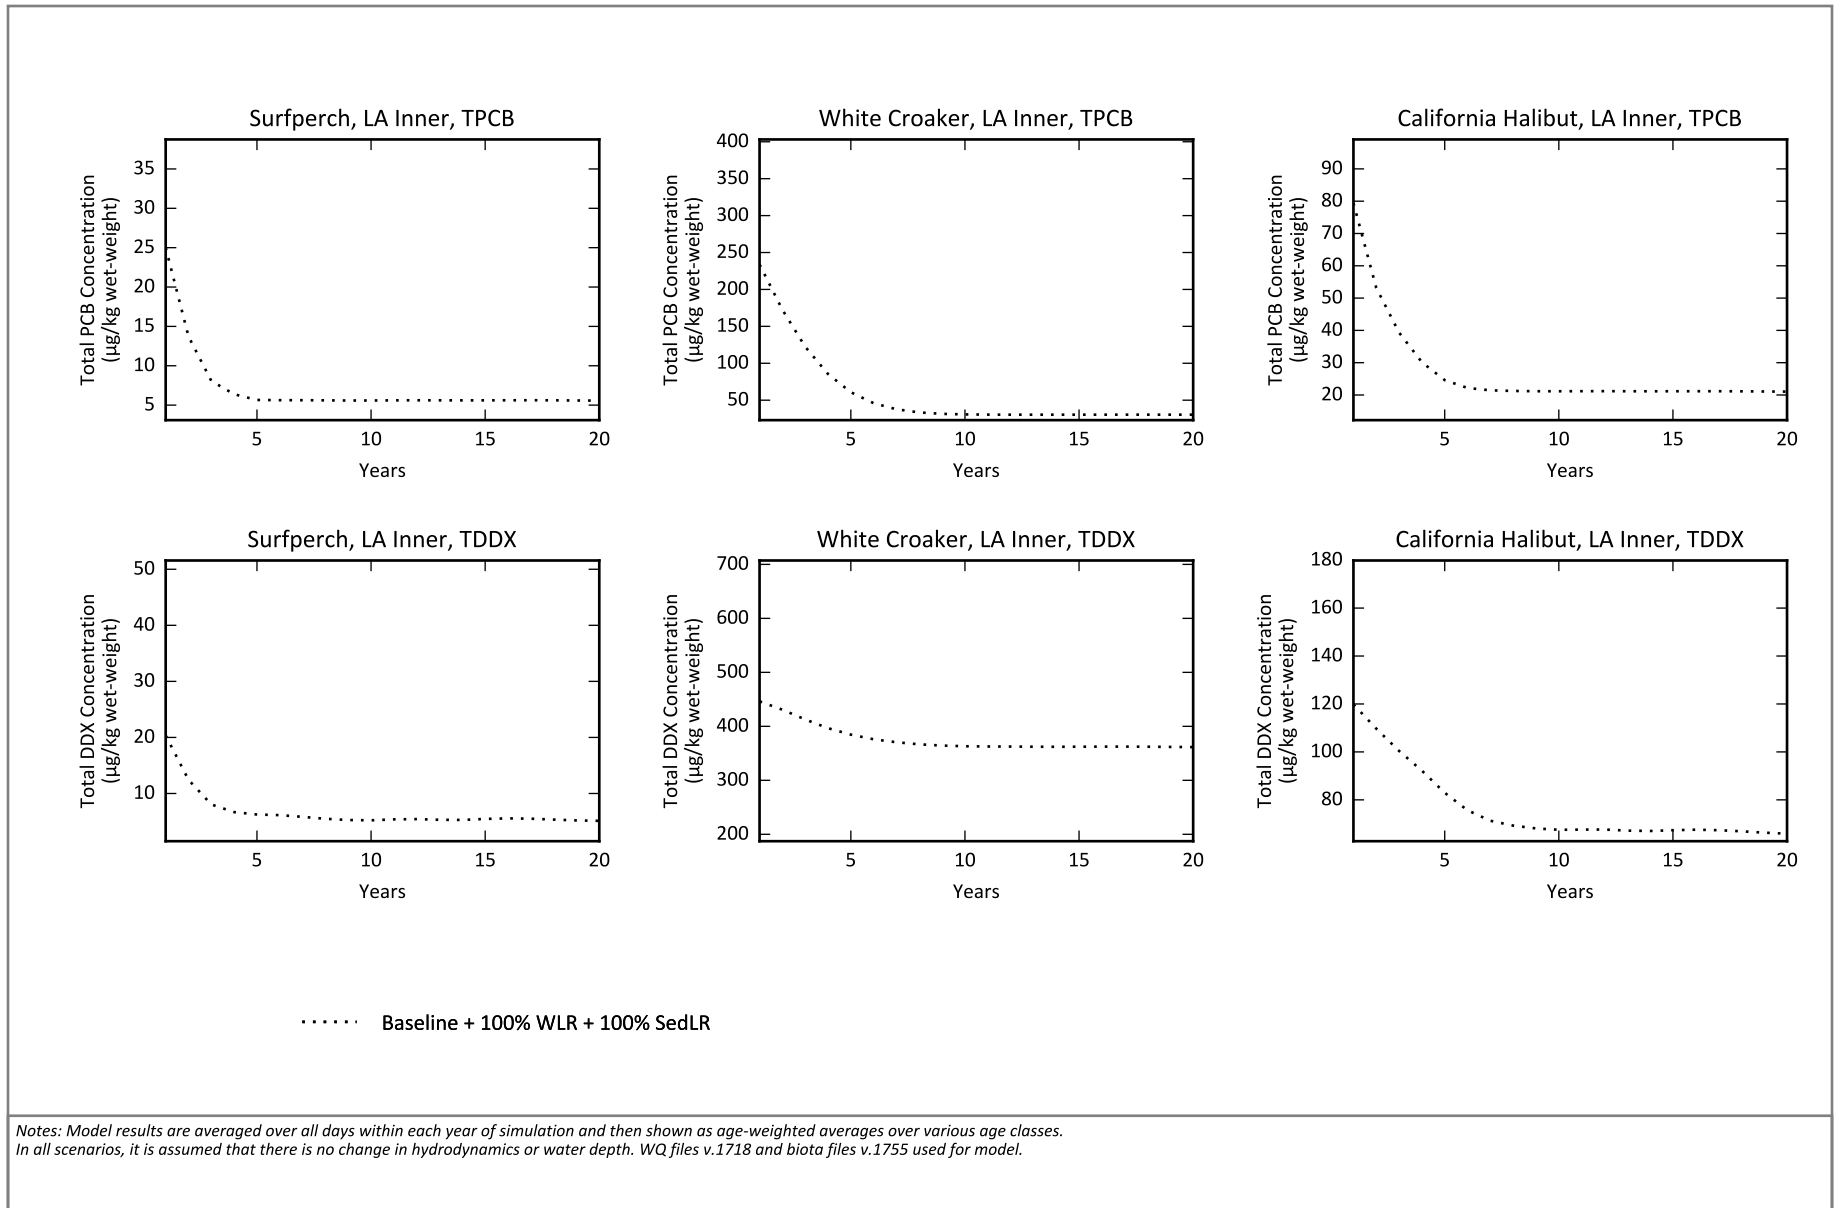 Surfperch, LA Inner, TPCB
Total PCB Concentration
(µg/kg wet-weight)
35
30
25
20
15
10
5
5
10
15
20
Years
White Croaker, LA Inner, TPCB
Total PCB Concentration
(µg/kg wet-weight)
400
350
300
250
200
150
100
50
5
10
15
20
Years
California Halibut, LA Inner, TPCB
Total PCB Concentration
(µg/kg wet-weight)
90
80
70
60
50
40
30
20
5
10
15
20
Years
Surfperch, LA Inner, TDDX
Total DDX Concentration
(µg/kg wet-weight)
50
40
30
20
10
5
10
15
20
Years
White Croaker, LA Inner, TDDX
Total DDX Concentration
(µg/kg wet-weight)
700
600
500
400
300
200
5
10
15
20
Years
California Halibut, LA Inner, TDDX
Total DDX Concentration
(µg/kg wet-weight)
180
160
140
120
100
80
5
10
15
20
Years
Baseline + 100% WLR + 100% SedLR
Notes: Model results are averaged over all days within each year of simulation and then shown as age-weighted averages over various age classes.
In all scenarios, it is assumed that there is no change in hydrodynamics or water depth. WQ files v.1718 and biota files v.1755 used for model.